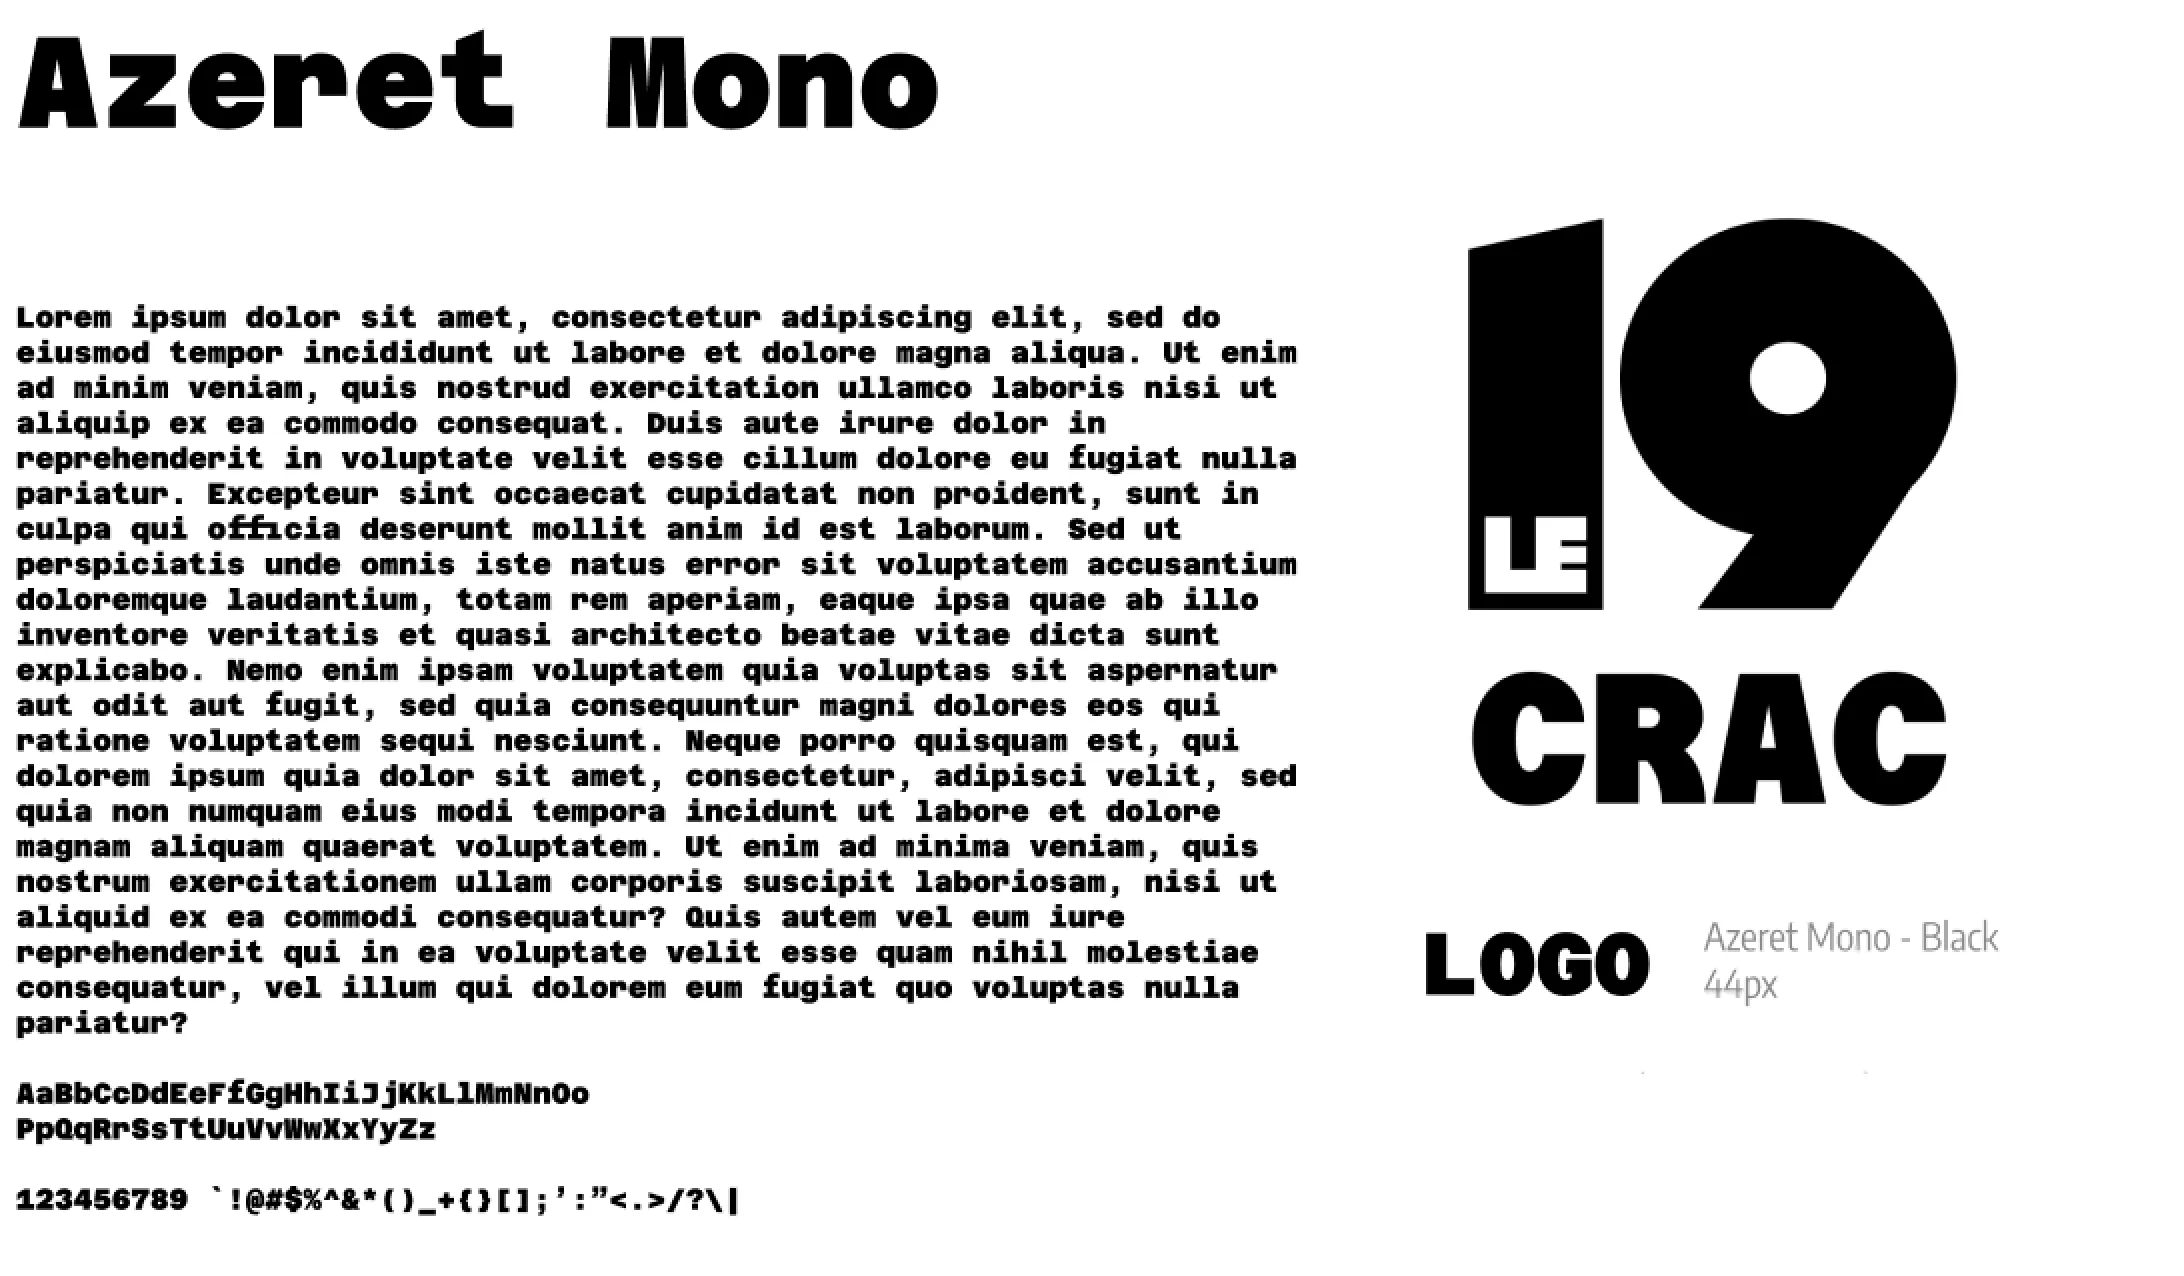 Azeret Mono
Lorem ipsum dolor sit amet, consectetur adipiscing elit, sed do
eiusmod tempor incididunt ut labore et dolore magna aliqua. Ut enim
ad minim veniam, quis nostrud exercitation ullamco laboris nisi ut
aliquip ex ea commodo consequat. Duis aute irure dolor in
reprehenderit in voluptate velit esse cillum dolore eu fugiat nulla
pariatur. Excepteur sint occaecat cupidatat non proident, sunt in
culpa qui officia deserunt mollit anim id est laborum. Sed ut
perspiciatis unde omnis iste natus error sit voluptatem accusantium
doloremque laudantium, totam rem aperiam, eaque ipsa quae ab illo
inventore veritatis et quasi architecto beatae vitae dicta sunt
explicabo. Nemo enim ipsam voluptatem quia voluptas sit aspernatur
aut odit aut fugit, sed quia consequuntur magni dolores eos qui
ratione voluptatem sequi nesciunt. Neque porro quisquam est, qui
dolorem ipsum quia dolor sit amet, consectetur, adipisci velit, sed
quia non numquam eius modi tempora incidunt ut labore et dolore
magnam aliquam quaerat voluptatem. Ut enim ad minima veniam, quis
nostrum exercitationem ullam corporis suscipit laboriosam, nisi ut
aliquid ex ea commodi consequatur? Quis autem vel eum iure
reprehenderit qui in ea voluptate velit esse quam nihil molestiae
consequatur, vel illum qui dolorem eum fugiat quo voluptas nulla
pariatur?
AaBbCcDdEeFfGgHhIiJjKkLlMmNnOo
PpQqRrSsTtUuVvWwXxYyZz
123456789 `!@#$%^&*()_+{}[];’:”<.>/?\|
19
LE
CRAC
LOGO
Azeret Mono - Black
44px